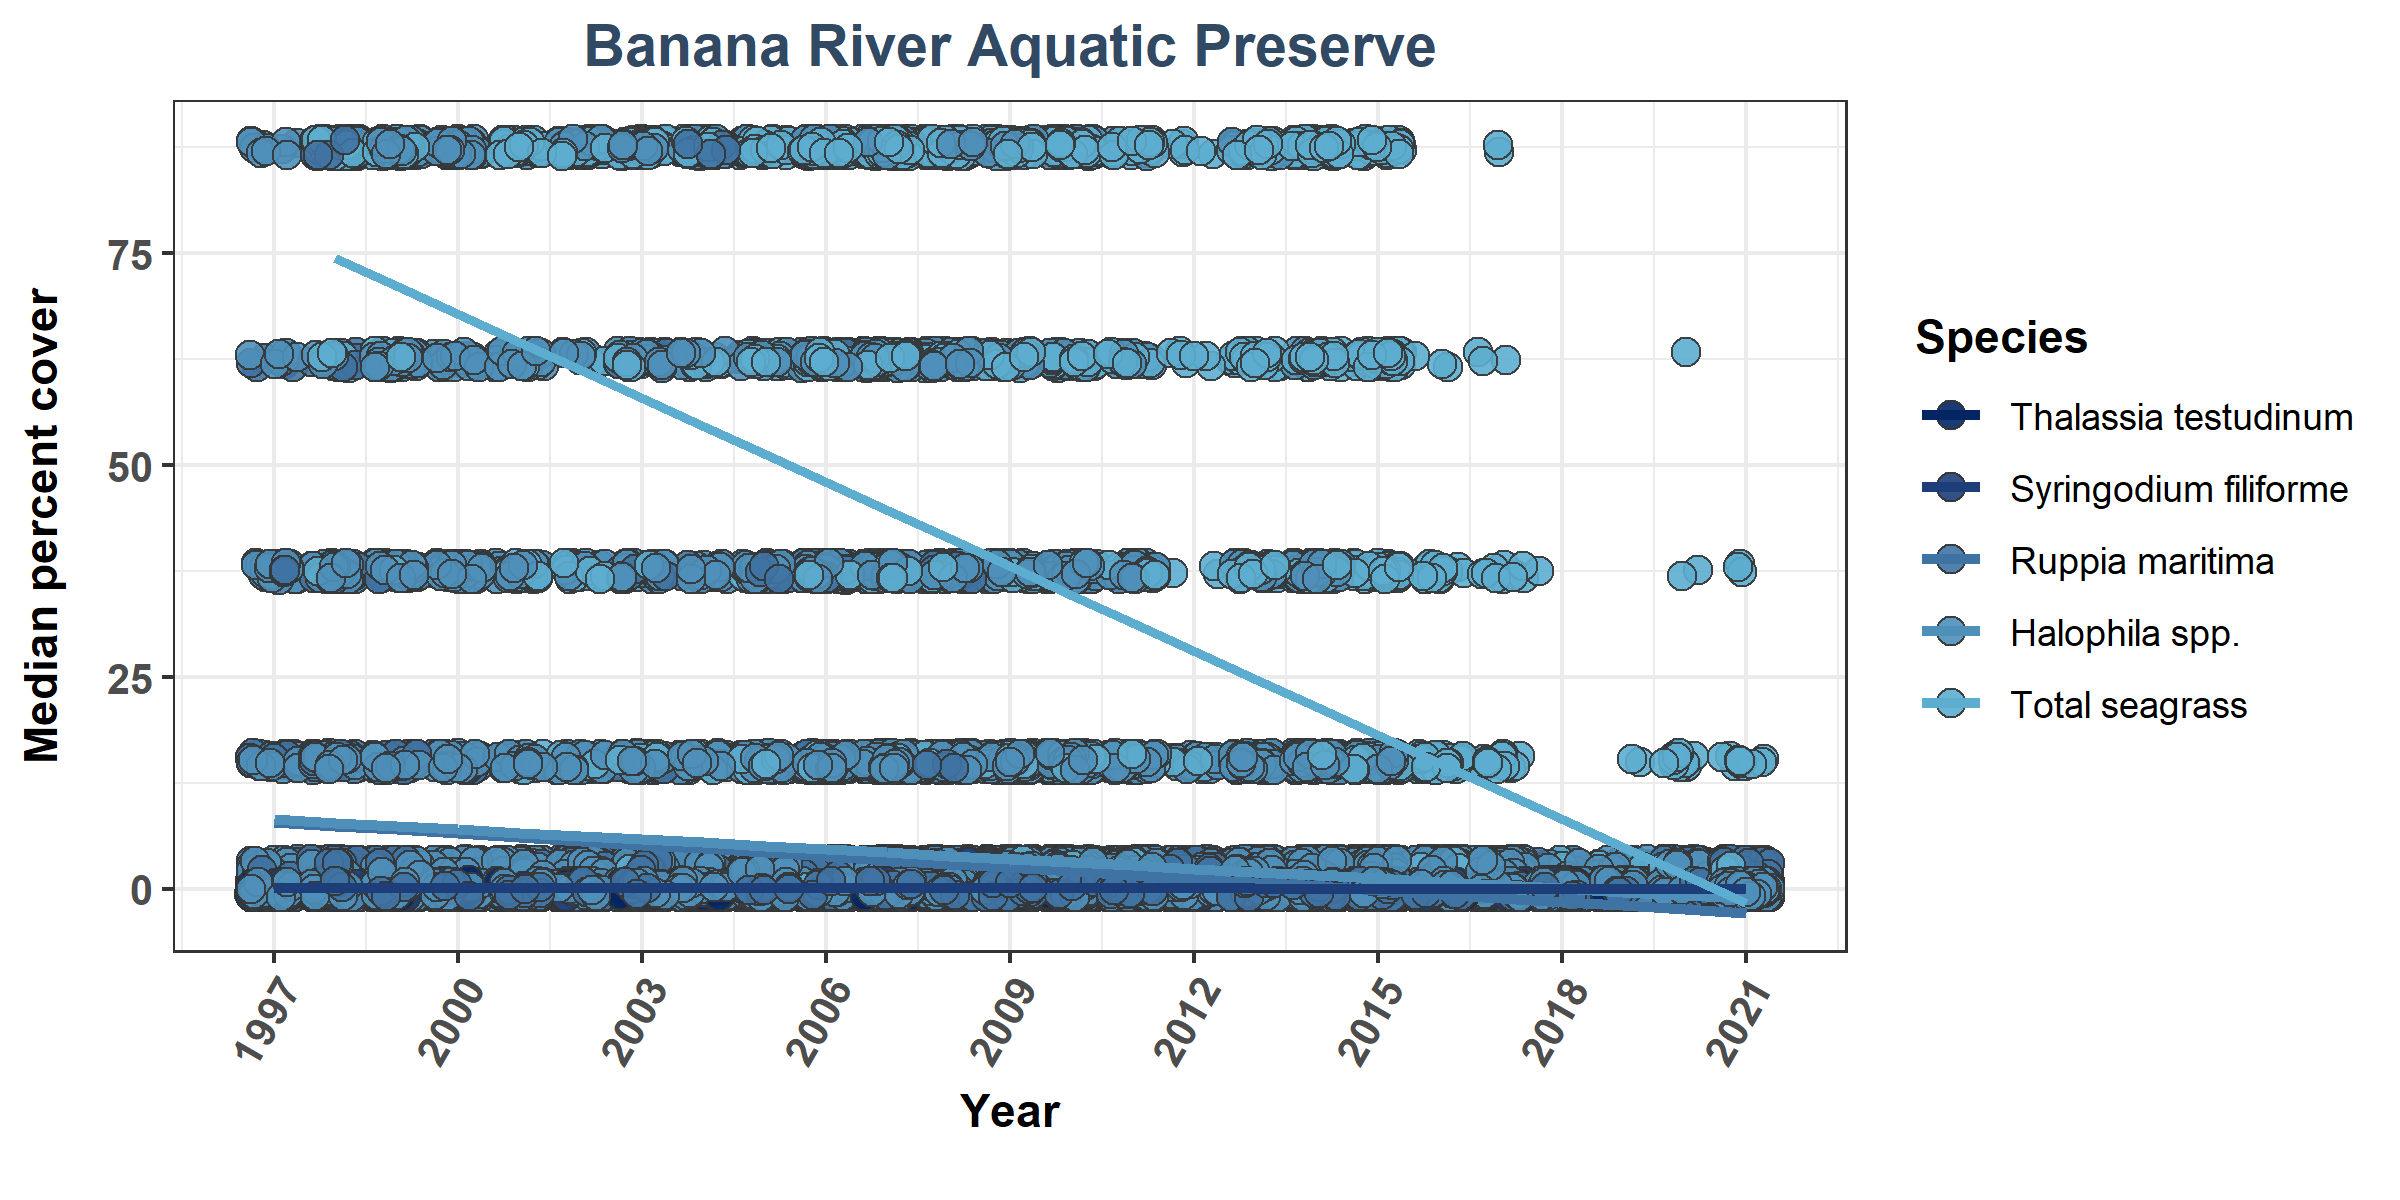 Banana River Aquatic Preserve
Median percent cover
75
50
25
0
1997
2000
2003
2006
2009
2012
2015
2018
2021
Year
Species
Thalassia testudinum
Syringodium filiforme
Ruppia maritima
Halophila spp.
Total seagrass